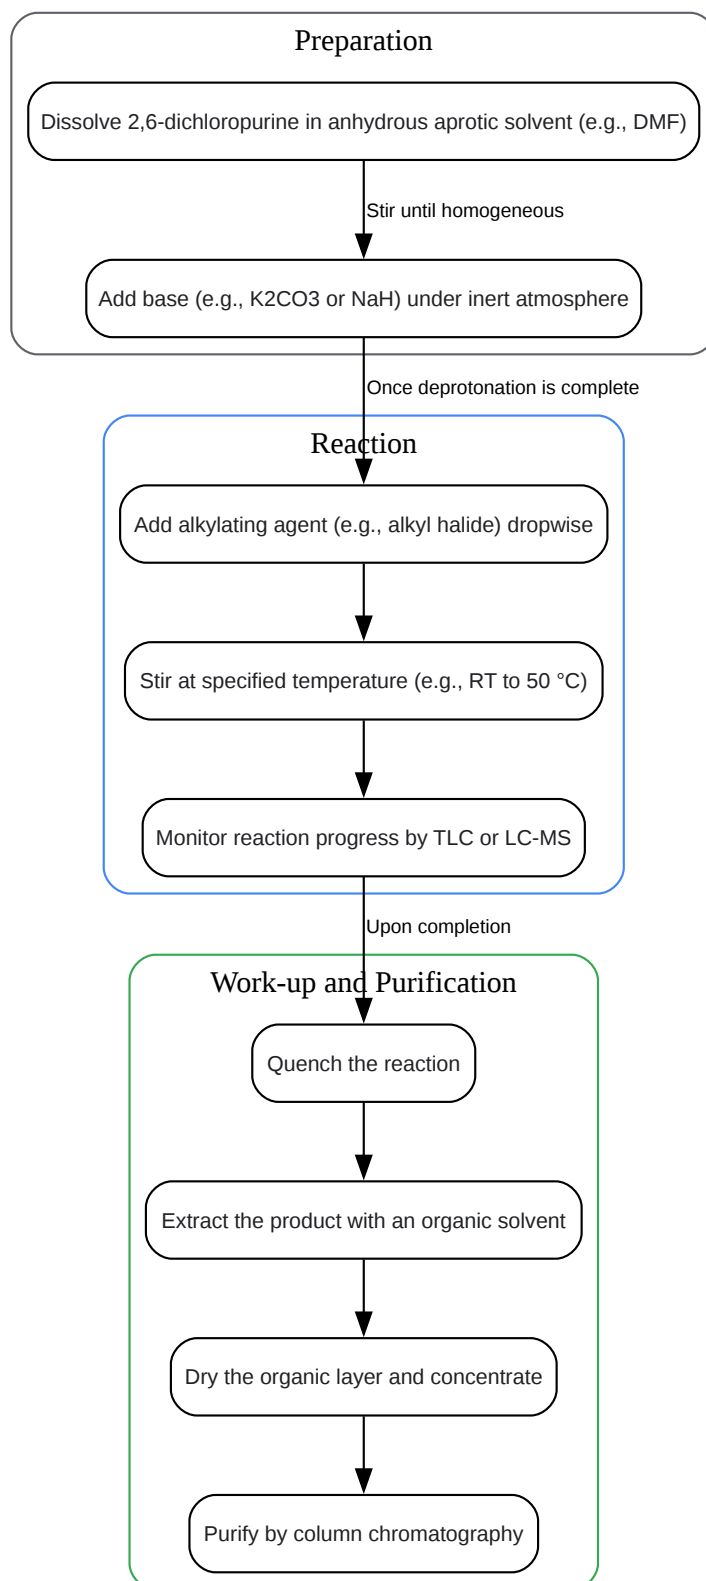 Preparation
Dissolve 2,6-dichloropurine in anhydrous aprotic solvent (e.g., DMF)
Stir until homogeneous
Add base (e.g., K2CO3 or NaH) under inert atmosphere
Once deprotonation is complete
Reaction
Add alkylating agent (e.g., alkyl halide) dropwise
Stir at specified temperature (e.g., RT to 50 °C)
Monitor reaction progress by TLC or LC-MS
Upon completion
Work-up and Purification
Quench the reaction
Extract the product with an organic solvent
Dry the organic layer and concentrate
Purify by column chromatography